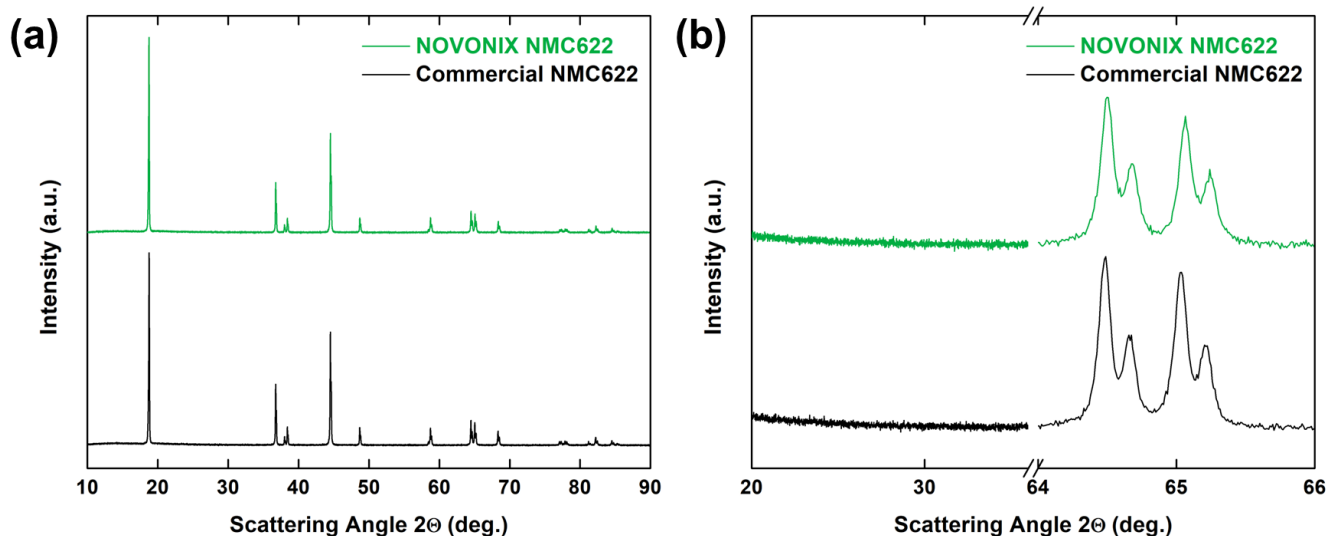 (a)
NOVONIX NMC622
Commercial NMC622
Intensity (a.u.)
10 20 30 40 50 60 70 80 90
Scattering Angle 2Θ (deg.)
(b)
NOVONIX NMC622
Commercial NMC622
Intensity (a.u.)
20 30 64 65 66
Scattering Angle 2Θ (deg.)